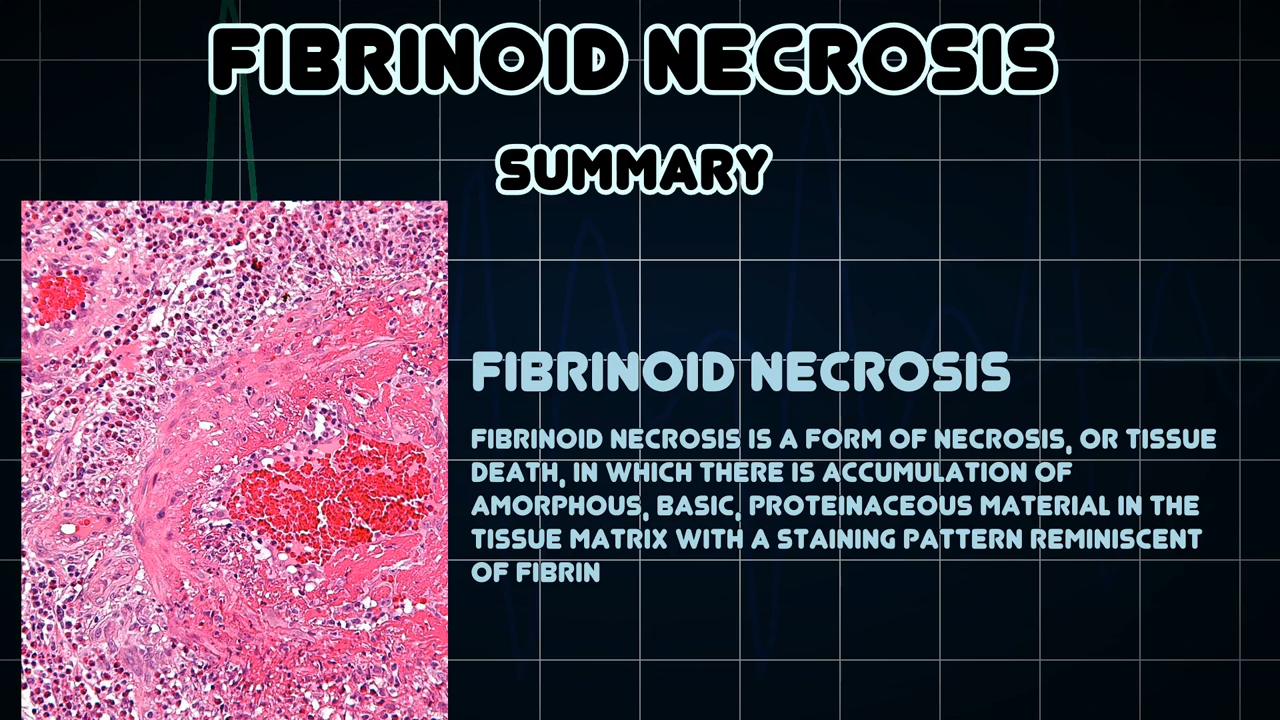 FIBRINOID NECROSIS
SUMMARY
FIBRINOID NECROSIS
FIBRINOID NECROSIS IS A FORM OF NECROSIS, OR TISSUE
DEATH, IN WHICH THERE IS ACCUMULATION OF
AMORPHOUS, BASIC, PROTEINACEOUS MATERIAL IN THE
TISSUE MATRIX WITH A STAINING PATTERN REMINISCENT
OF FIBRIN